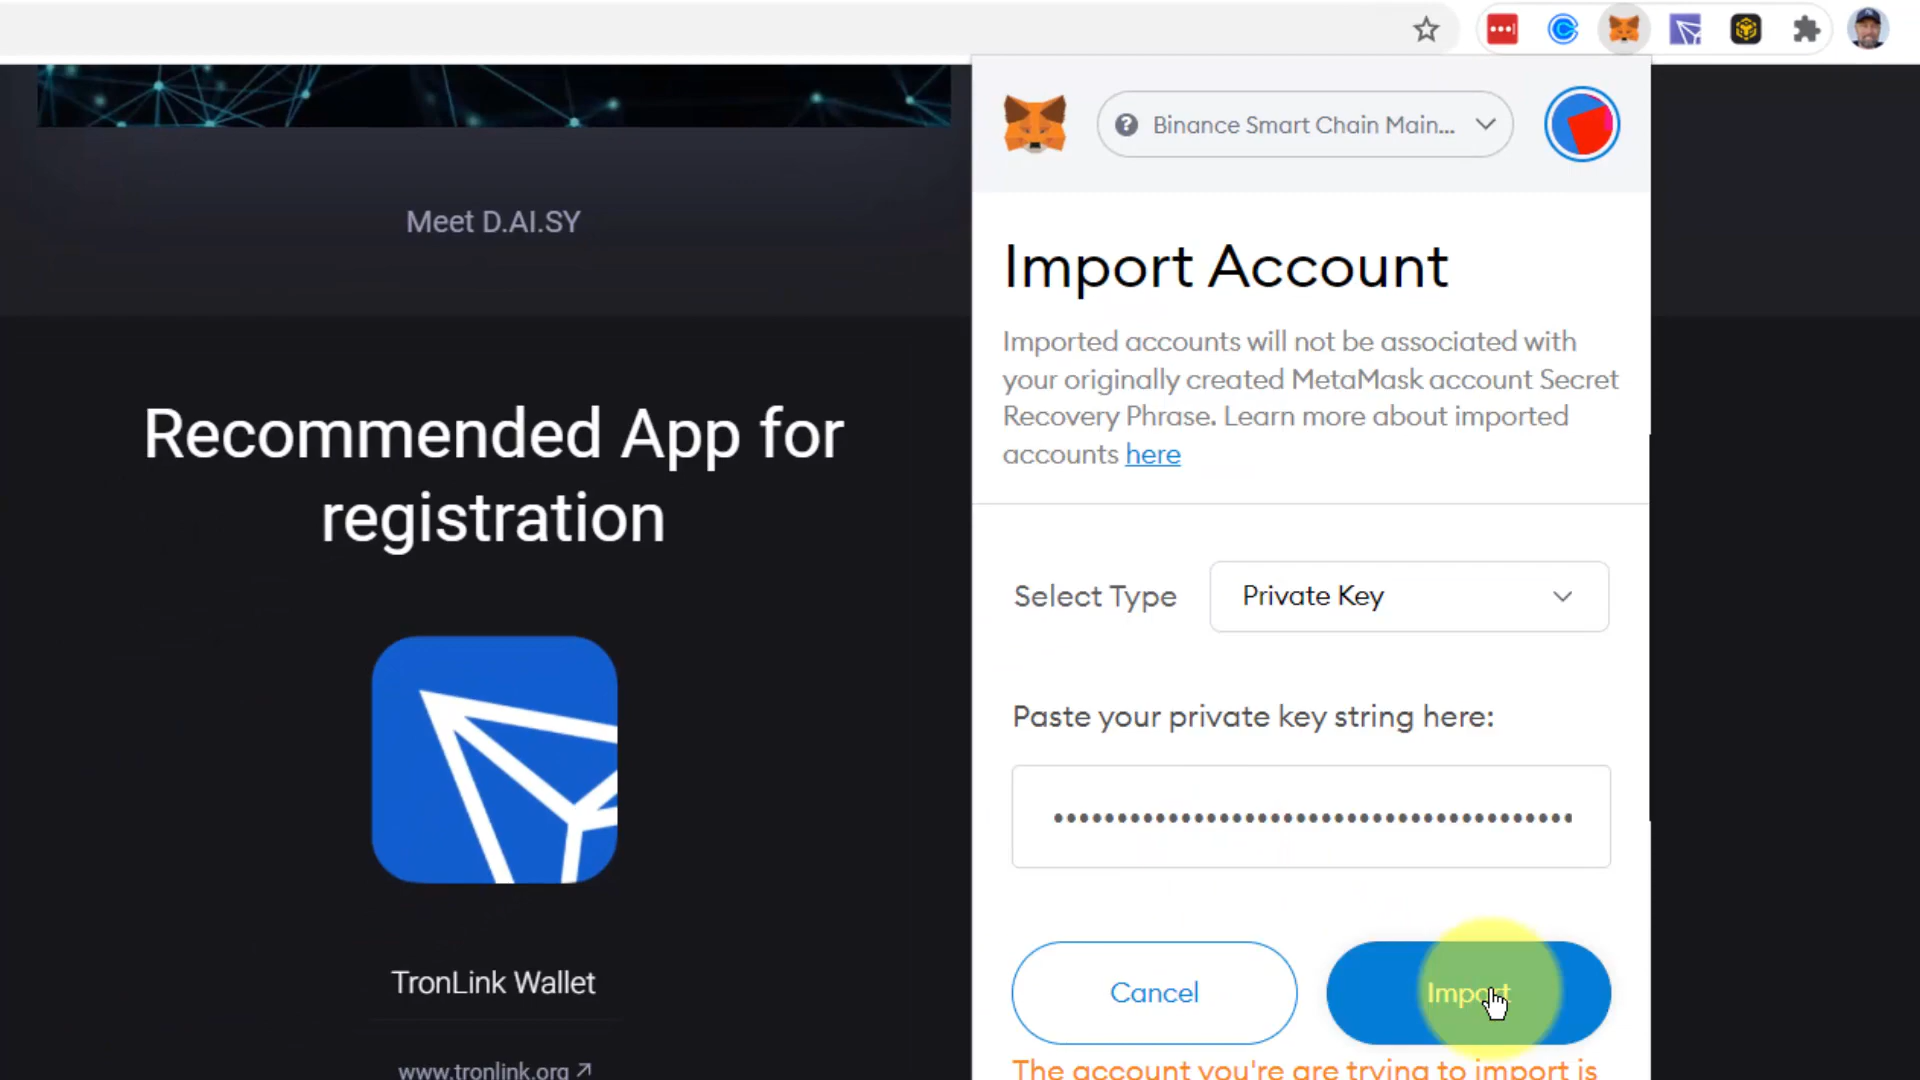 Meet D.AI.SY
Recommended App for
registration
TronLink Wallet
www.tronlink.org
Binance Smart Chain Main...
Import Account
Imported accounts will not be associated with
your originally created MetaMask account Secret
Recovery Phrase. Learn more about imported
accounts here
Select Type
Private Key
Paste your private key string here:
Cancel
Import
The account you're are trying to import is